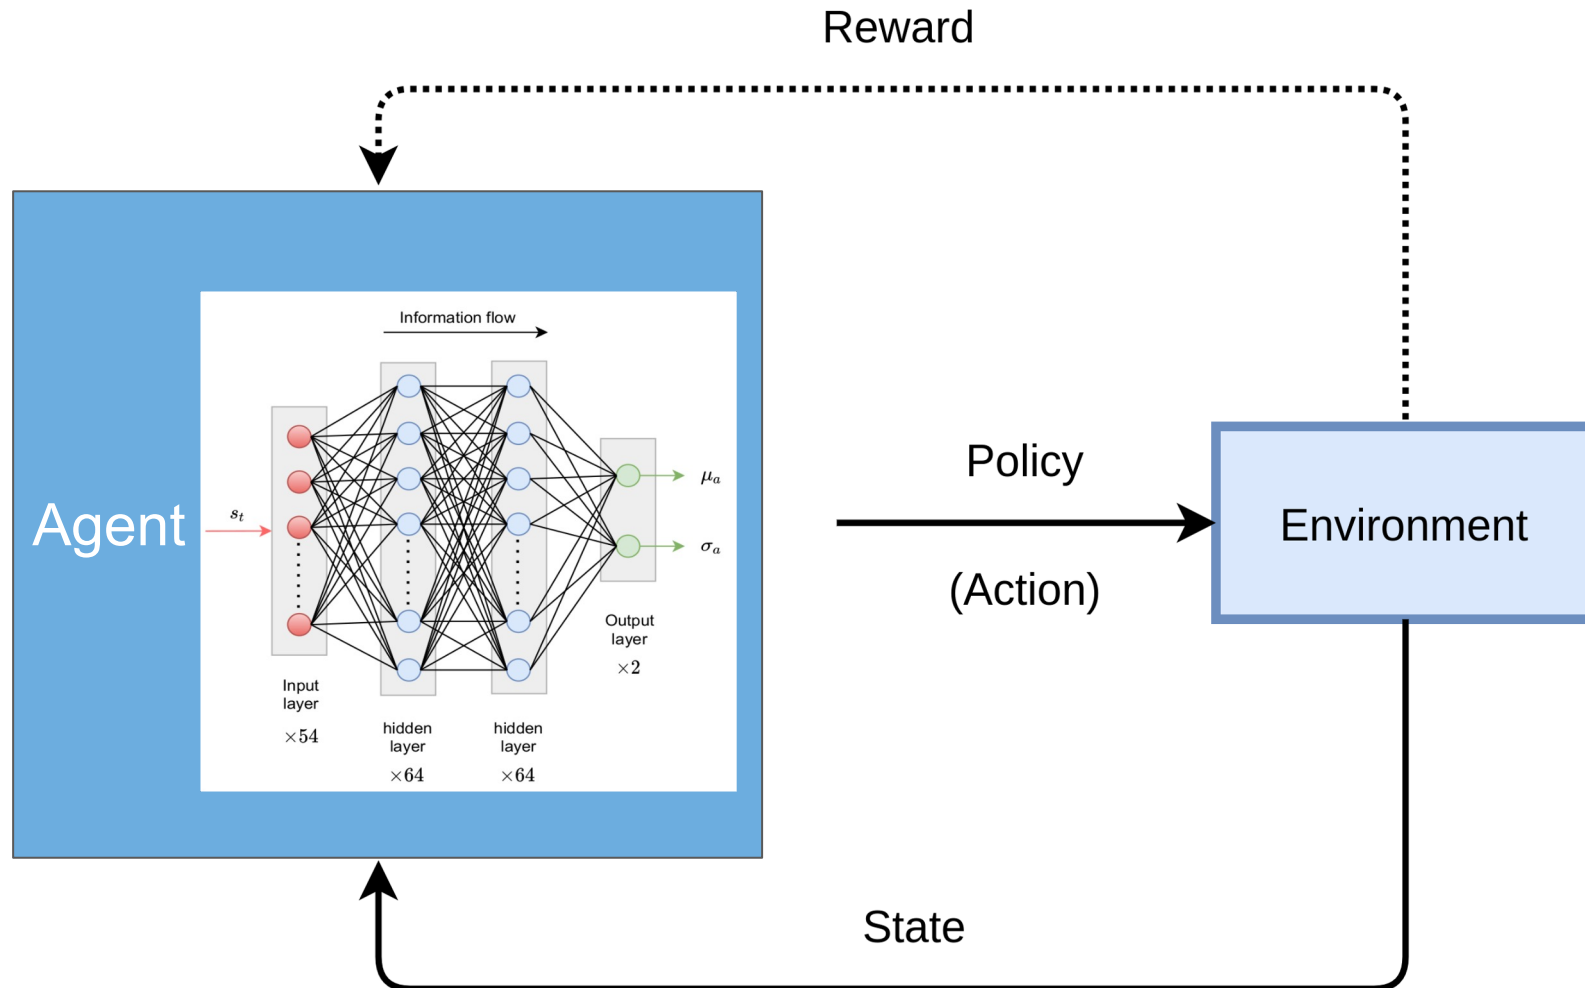 Reward
Information flow
Agent
s_t
μ_a
σ_a
Input
layer
×54
hidden
layer
×64
hidden
layer
×64
Output
layer
×2
Policy
(Action)
Environment
State